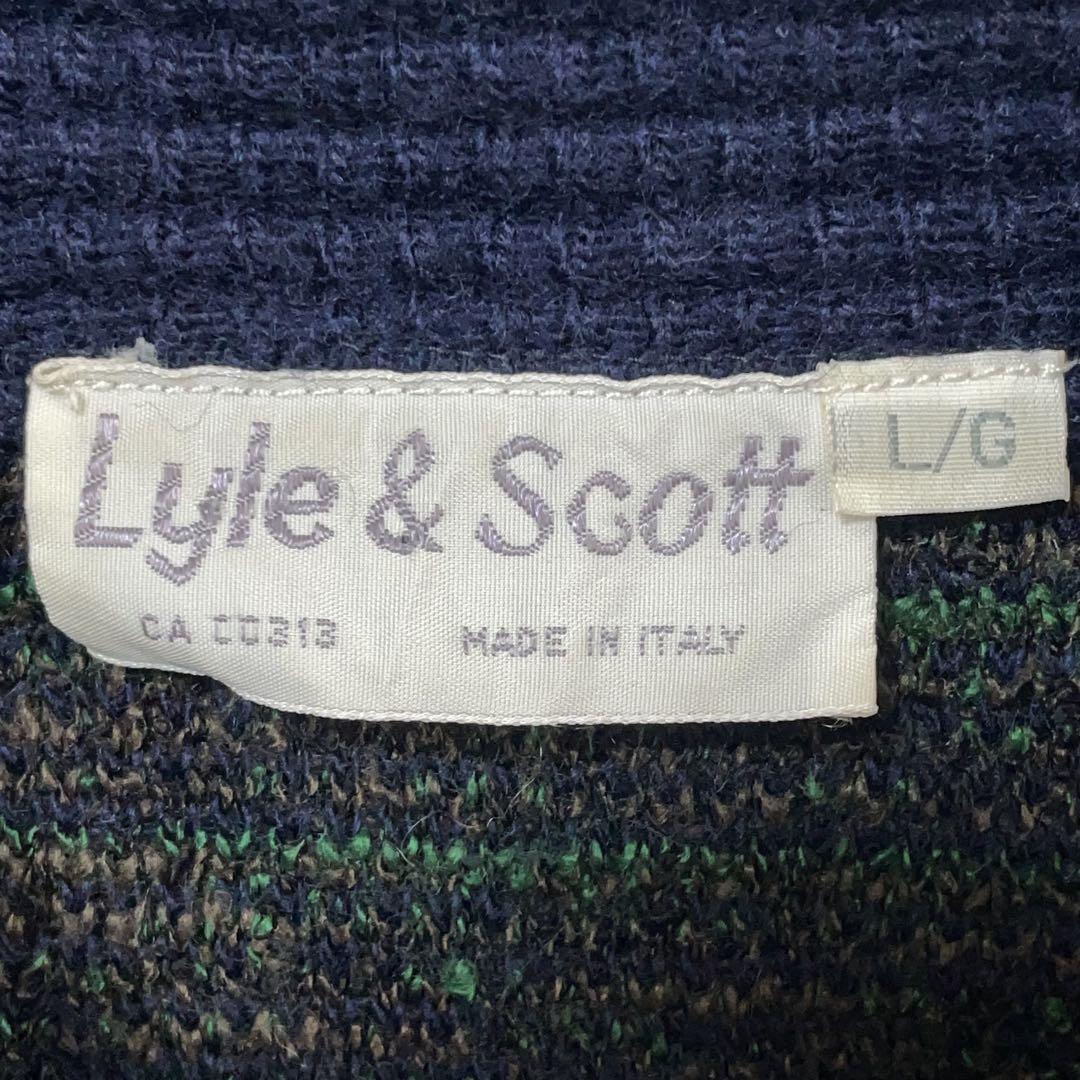 Lyle & Scott
L/G
CA 00313 MADE IN ITALY